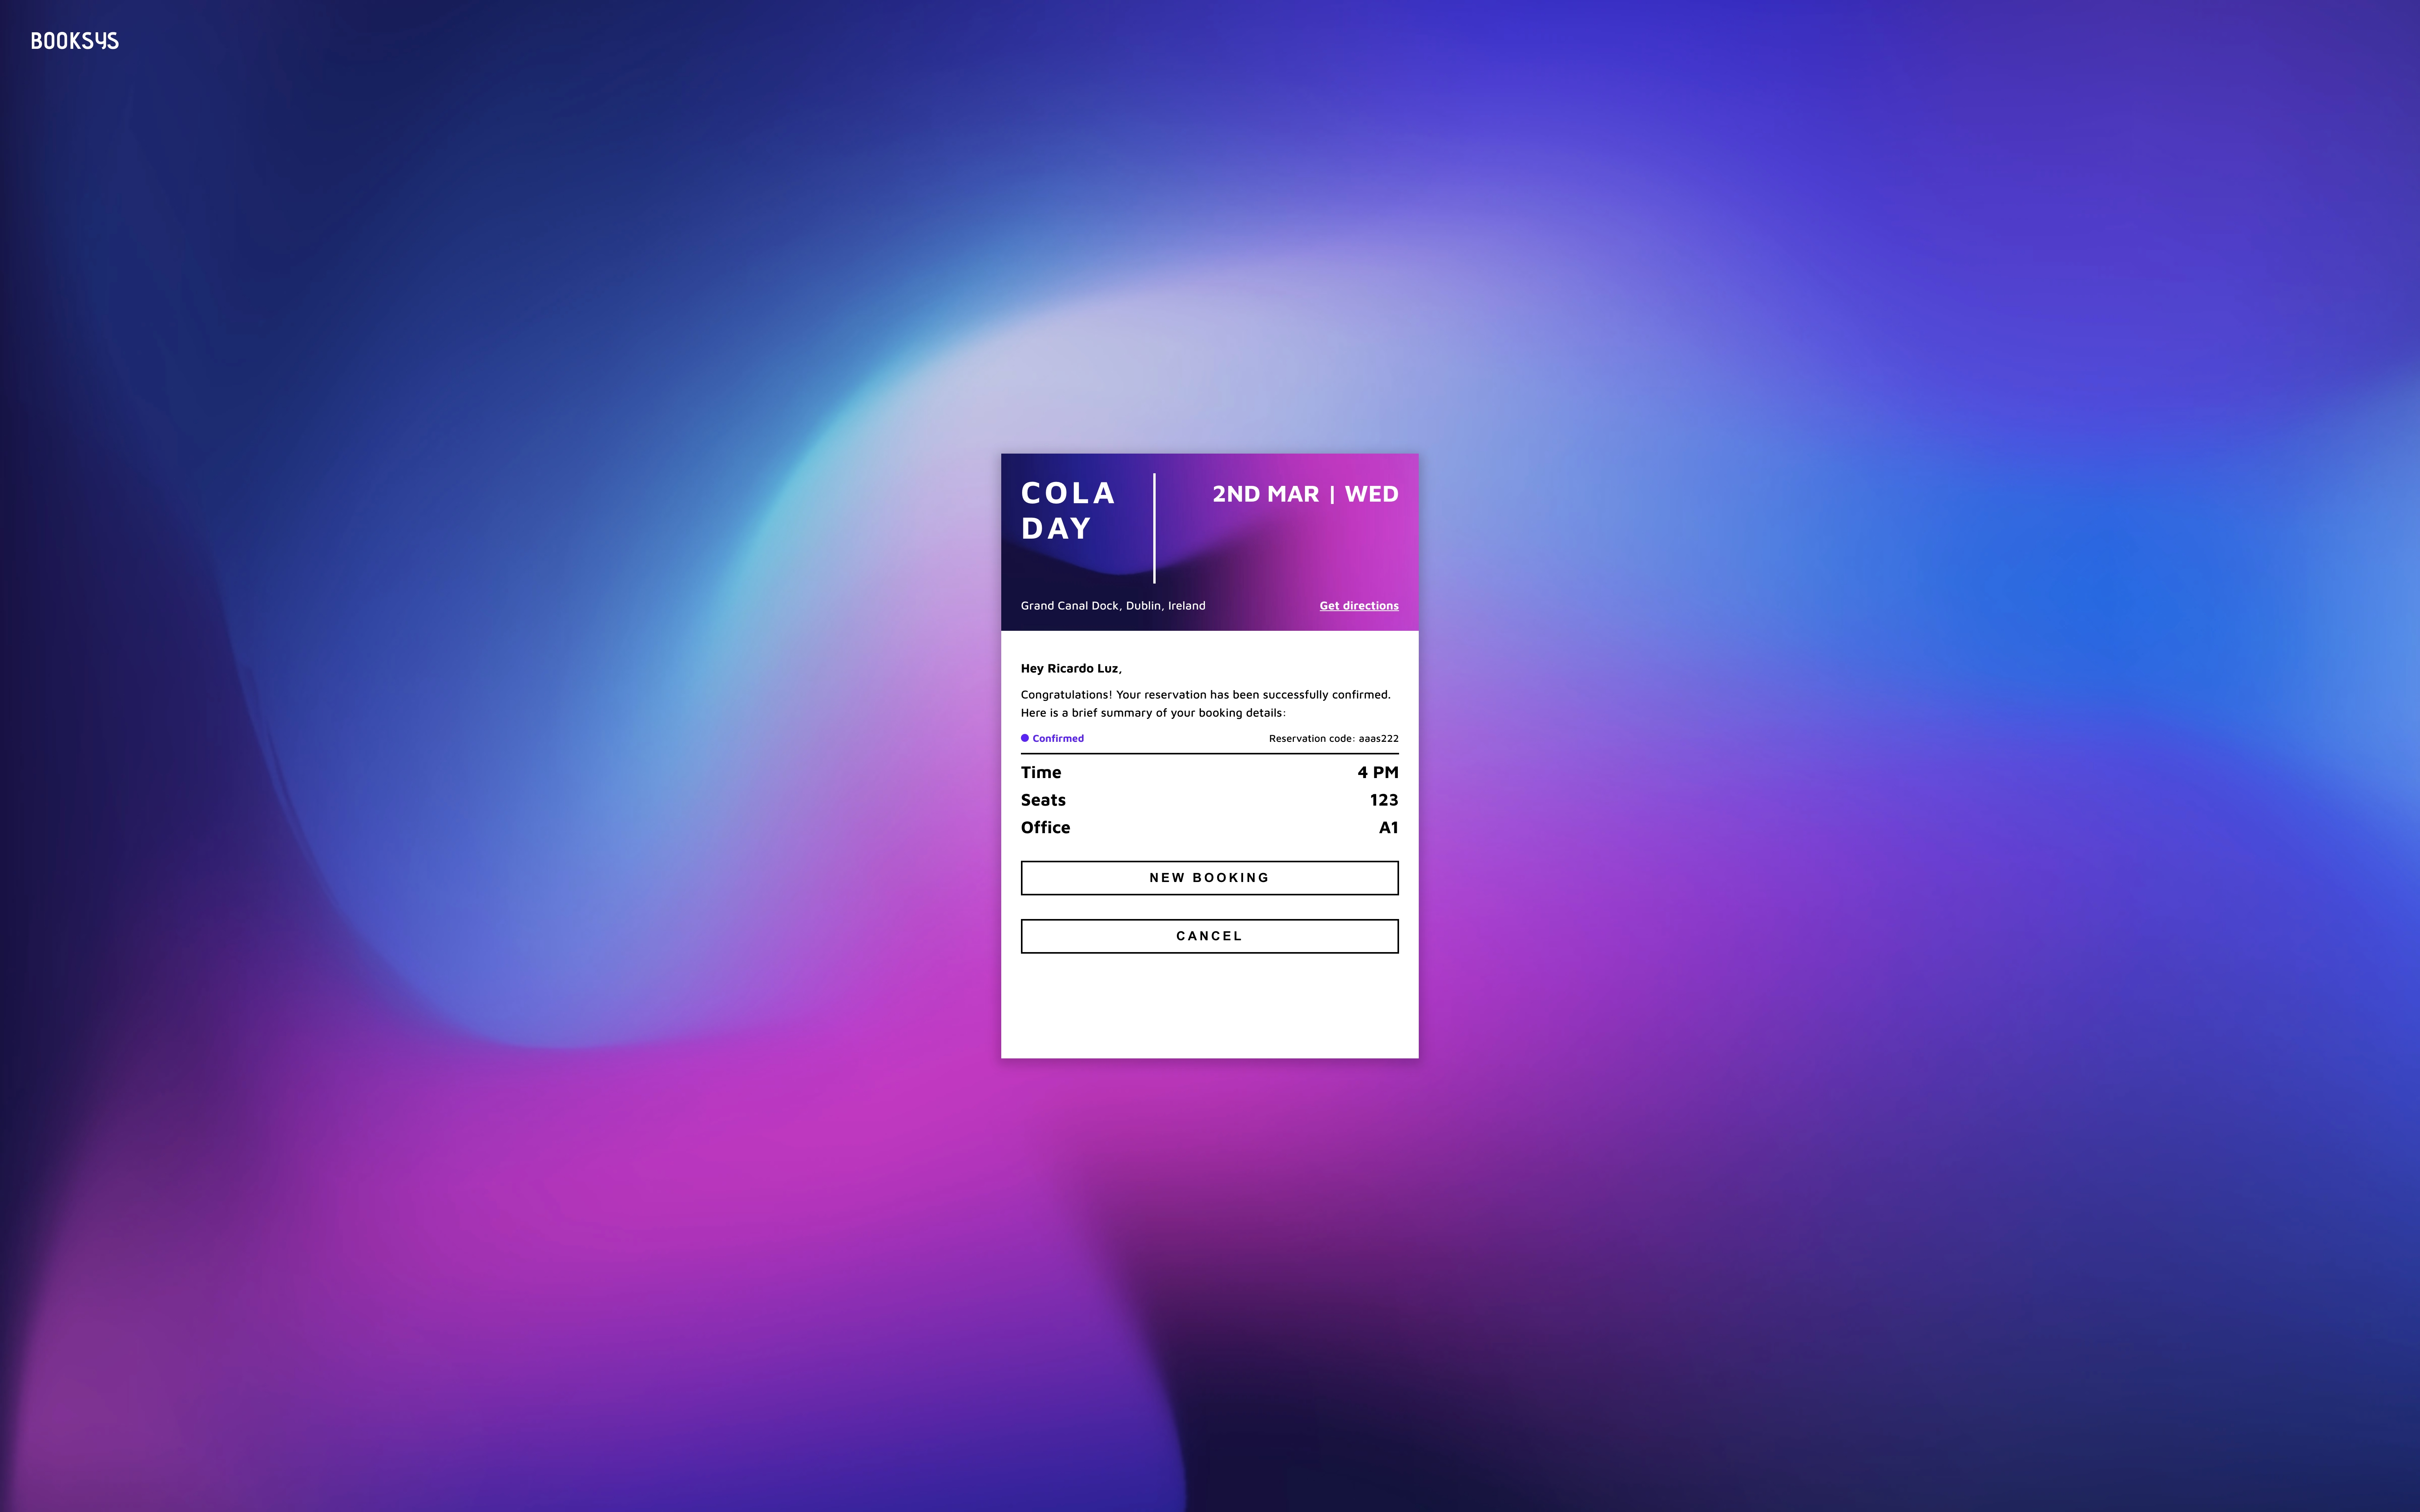 BOOKSYS
COLA
DAY
2ND MAR | WED
Grand Canal Dock, Dublin, Ireland
Get directions
Hey Ricardo Luz,
Congratulations! Your reservation has been successfully confirmed.
Here is a brief summary of your booking details:
Confirmed
Reservation code: aaas222
Time 4 PM
Seats 123
Office A1
NEW BOOKING
CANCEL